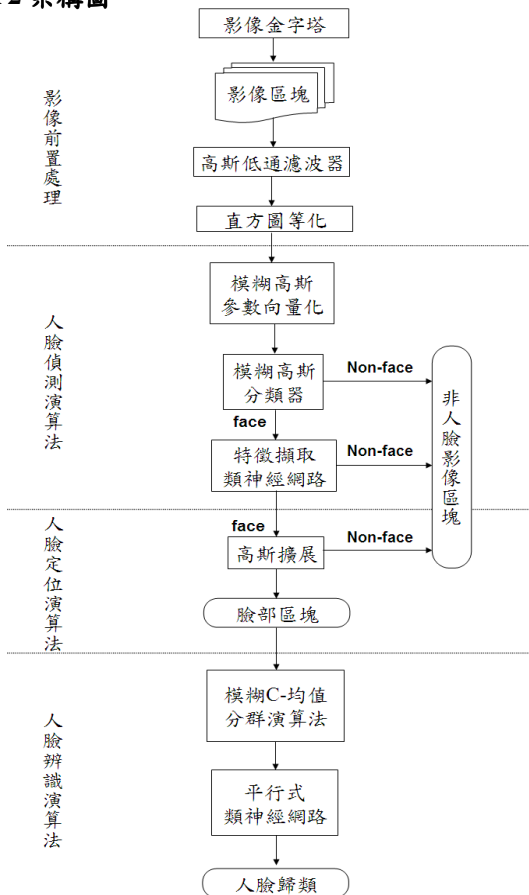 2 架構圖
影像金字塔
影像區塊
影像前置處理
高斯低通濾波器
直方圖等化
模糊高斯
參數向量化
人臉偵測演算法
模糊高斯
分類器
Non-face
face
非人臉影像區塊
特徵擷取
類神經網路
Non-face
face
人臉定位演算法
高斯擴展
Non-face
臉部區塊
模糊C-均值
分群演算法
人臉辨識演算法
平行式
類神經網路
人臉歸類